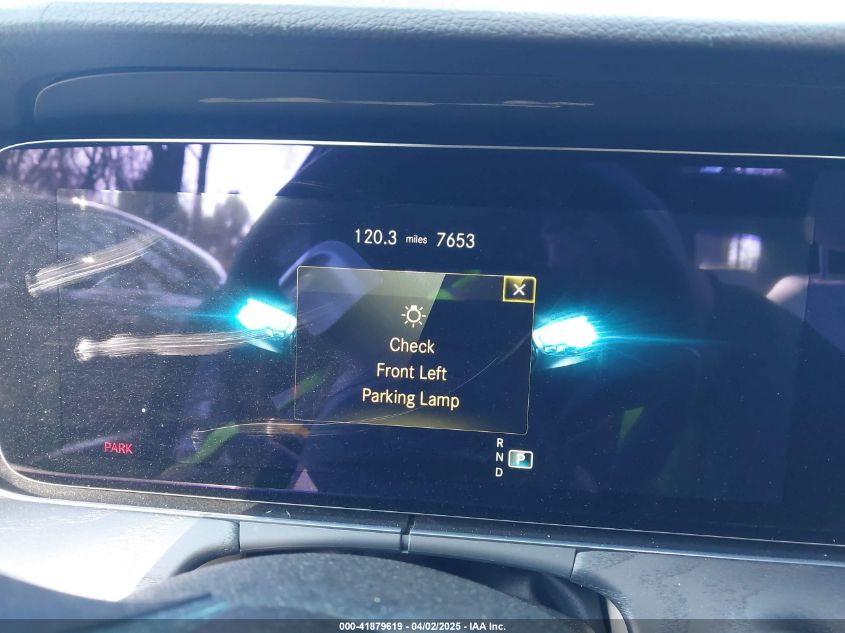 120.3 miles 7653
Check
Front Left
Parking Lamp
PARK
R
N P
D
000-41879619 - 04/02/2025 - IAA Inc.